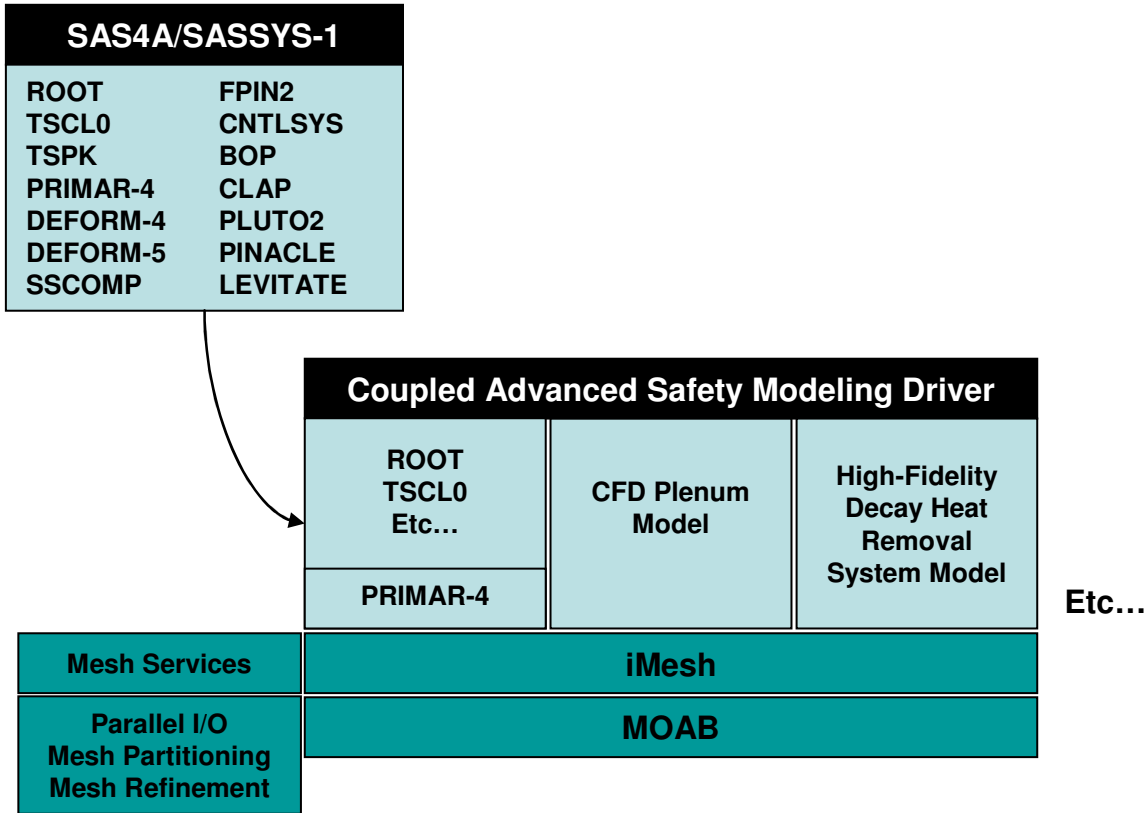 SAS4A/SASSYS-1
ROOT
TSCL0
TSPK
PRIMAR-4
DEFORM-4
DEFORM-5
SSCOMP
FPIN2
CNTLSYS
BOP
CLAP
PLUTO2
PINACLE
LEVITATE
Coupled Advanced Safety Modeling Driver
ROOT
TSCL0
Etc…
PRIMAR-4
CFD Plenum
Model
High-Fidelity
Decay Heat
Removal
System Model
Etc…
Mesh Services
iMesh
Parallel I/O
Mesh Partitioning
Mesh Refinement
MOAB